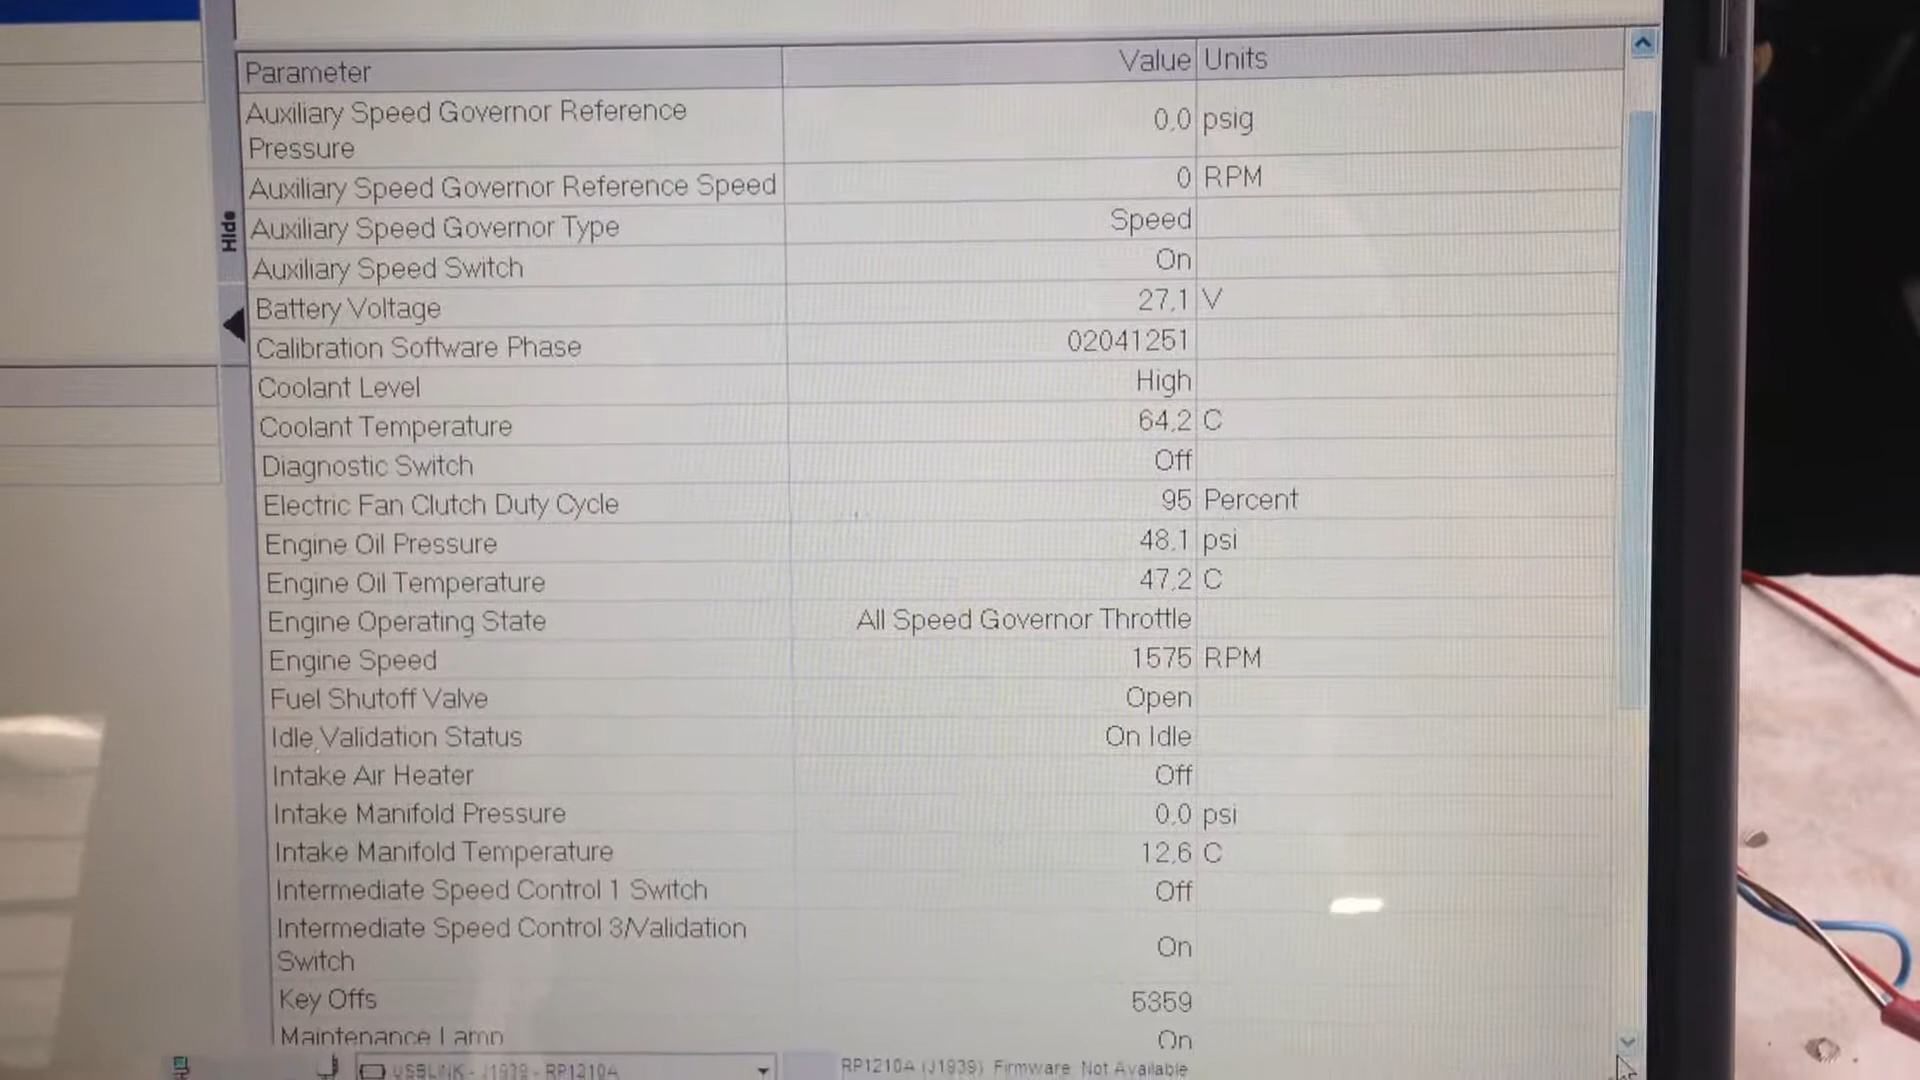 Parameter Value Units
Auxiliary Speed Governor Reference
Pressure 0,0 psig
Auxiliary Speed Governor Reference Speed 0 RPM
Auxiliary Speed Governor Type Speed
Auxiliary Speed Switch On
Battery Voltage 27,1 V
Calibration Software Phase 02041251
Coolant Level High
Coolant Temperature 64,2 C
Diagnostic Switch Off
Electric Fan Clutch Duty Cycle 95 Percent
Engine Oil Pressure 48,1 psi
Engine Oil Temperature 47,2 C
Engine Operating State All Speed Governor Throttle
Engine Speed 1575 RPM
Fuel Shutoff Valve Open
Idle Validation Status On Idle
Intake Air Heater Off
Intake Manifold Pressure 0,0 psi
Intake Manifold Temperature 12,6 C
Intermediate Speed Control 1 Switch Off
Intermediate Speed Control 3/Validation
Switch On
Key Offs 5359
Maintenance Lamp On
USBLINK - J1939 - RP1210A RP1210A (J1939) Firmware: Not Available
Hide